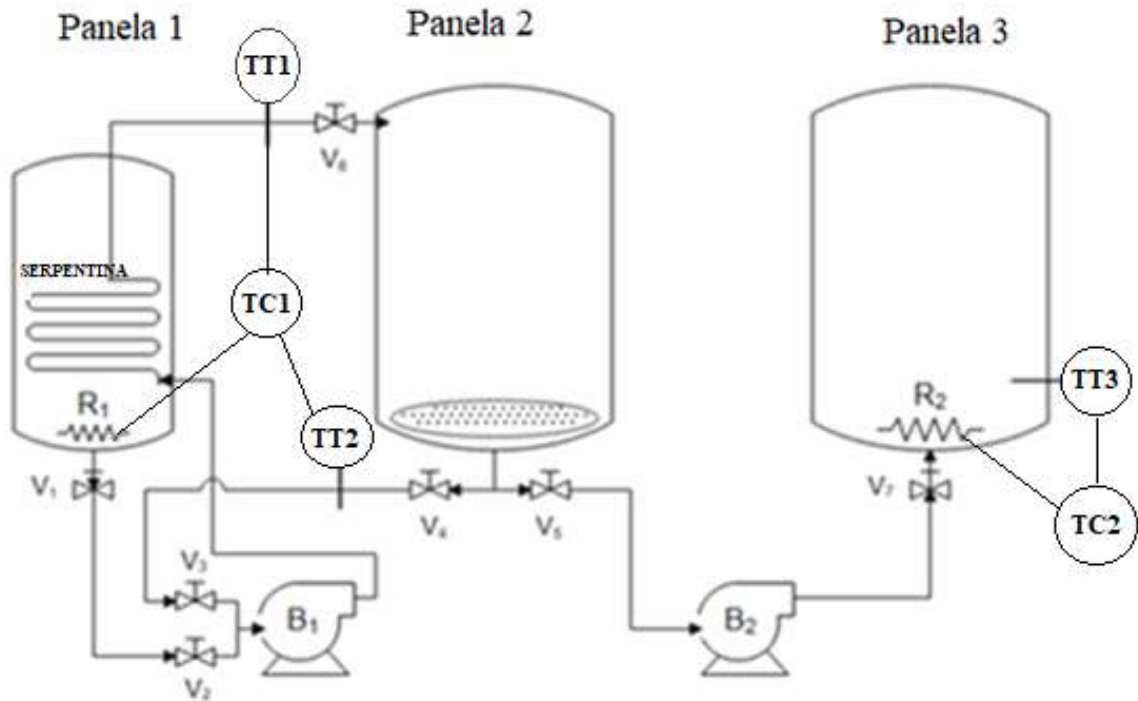 Panela 1
Panela 2
Panela 3
TT1
V₆
SERPENTINA
TC1
R₁
TT2
TT3
R₂
V₁
V₄
V₅
V₇
TC2
V₃
B₁
B₂
V₂